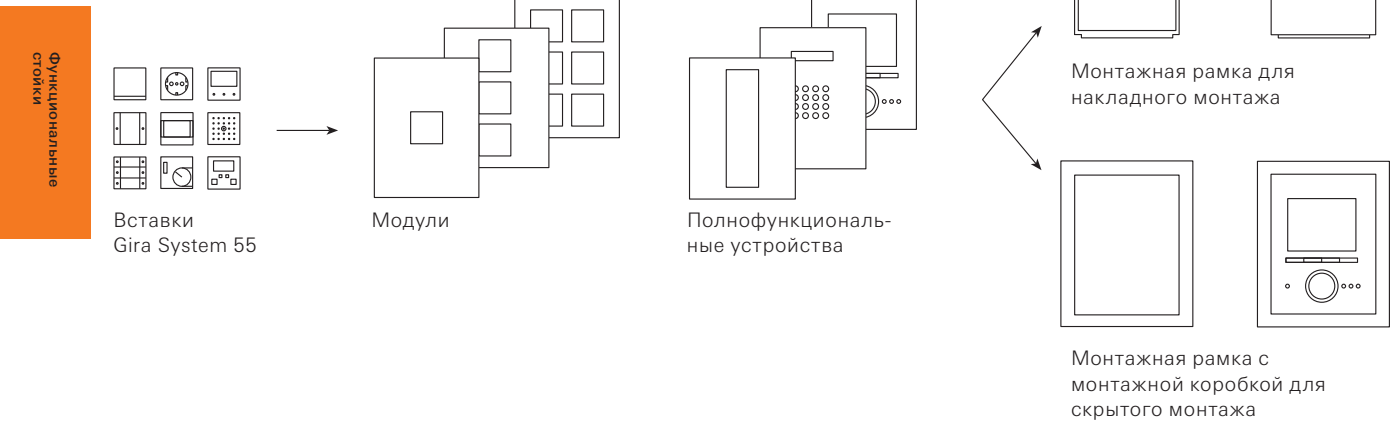 Функциональные
стойки
Вставки
Gira System 55
Модули
Полнофункциональ-
ные устройства
Монтажная рамка для
накладного монтажа
Монтажная рамка с
монтажной коробкой для
скрытого монтажа